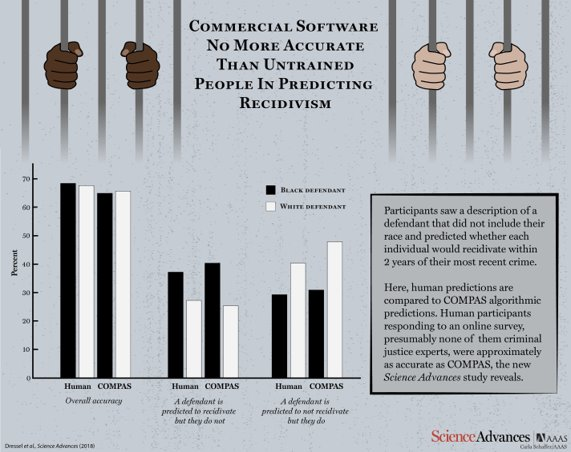 Commercial Software
No More Accurate
Than Untrained
People In Predicting
Recidivism
Percent
70
60
50
40
30
20
10
0
Black defendant
White defendant
Human COMPAS
Overall accuracy
Human COMPAS
A defendant is
predicted to recidivate
but they do not
Human COMPAS
A defendant is
predicted to not recidivate
but they do
Participants saw a description of a
defendant that did not include their
race and predicted whether each
individual would recidivate within
2 years of their most recent crime.
Here, human predictions are
compared to COMPAS algorithmic
predictions. Human participants
responding to an online survey,
presumably none of them criminal
justice experts, were approximately
as accurate as COMPAS, the new
Science Advances study reveals.
Dressel et al., Science Advances (2018)
ScienceAdvances AAAS
Carla Schaffer/AAAS